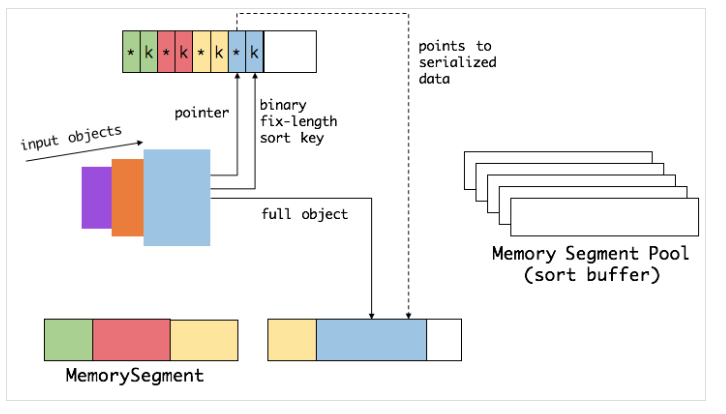 * k * k * k * k
points to
serialized
data
pointer
binary
fix-length
sort key
input objects
full object
Memory Segment Pool
(sort buffer)
MemorySegment